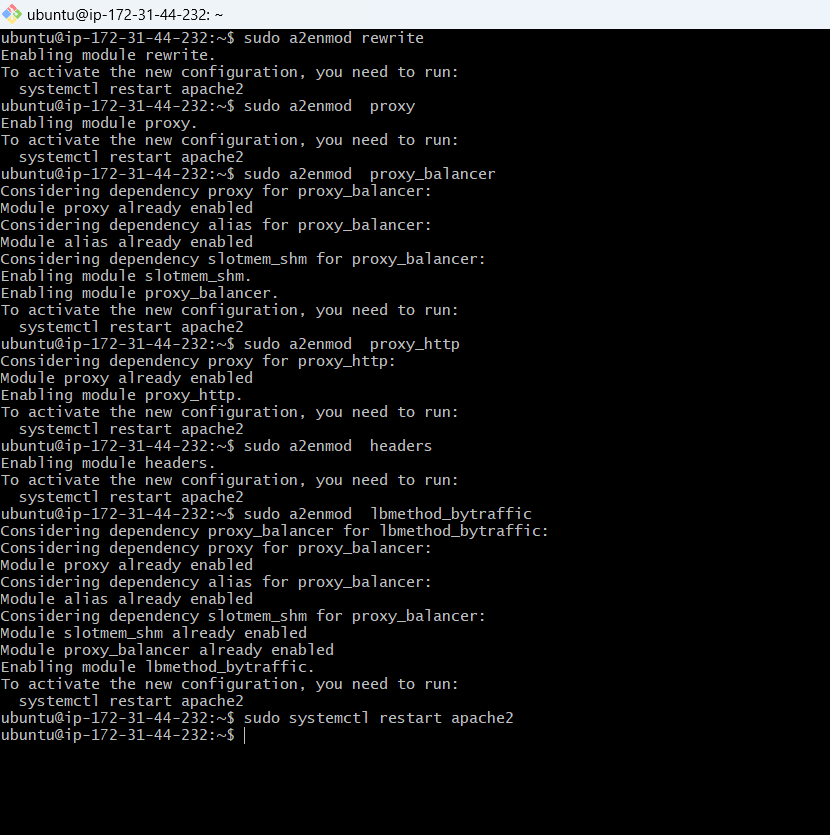 ubuntu@ip-172-31-44-232: ~
ubuntu@ip-172-31-44-232:~$ sudo a2enmod rewrite
Enabling module rewrite.
To activate the new configuration, you need to run:
  systemctl restart apache2
ubuntu@ip-172-31-44-232:~$ sudo a2enmod  proxy
Enabling module proxy.
To activate the new configuration, you need to run:
  systemctl restart apache2
ubuntu@ip-172-31-44-232:~$ sudo a2enmod  proxy_balancer
Considering dependency proxy for proxy_balancer:
Module proxy already enabled
Considering dependency alias for proxy_balancer:
Module alias already enabled
Considering dependency slotmem_shm for proxy_balancer:
Enabling module slotmem_shm.
Enabling module proxy_balancer.
To activate the new configuration, you need to run:
  systemctl restart apache2
ubuntu@ip-172-31-44-232:~$ sudo a2enmod  proxy_http
Considering dependency proxy for proxy_http:
Module proxy already enabled
Enabling module proxy_http.
To activate the new configuration, you need to run:
  systemctl restart apache2
ubuntu@ip-172-31-44-232:~$ sudo a2enmod  headers
Enabling module headers.
To activate the new configuration, you need to run:
  systemctl restart apache2
ubuntu@ip-172-31-44-232:~$ sudo a2enmod  lbmethod_bytraffic
Considering dependency proxy_balancer for lbmethod_bytraffic:
Considering dependency proxy for proxy_balancer:
Module proxy already enabled
Considering dependency alias for proxy_balancer:
Module alias already enabled
Considering dependency slotmem_shm for proxy_balancer:
Module slotmem_shm already enabled
Module proxy_balancer already enabled
Enabling module lbmethod_bytraffic.
To activate the new configuration, you need to run:
  systemctl restart apache2
ubuntu@ip-172-31-44-232:~$ sudo systemctl restart apache2
ubuntu@ip-172-31-44-232:~$